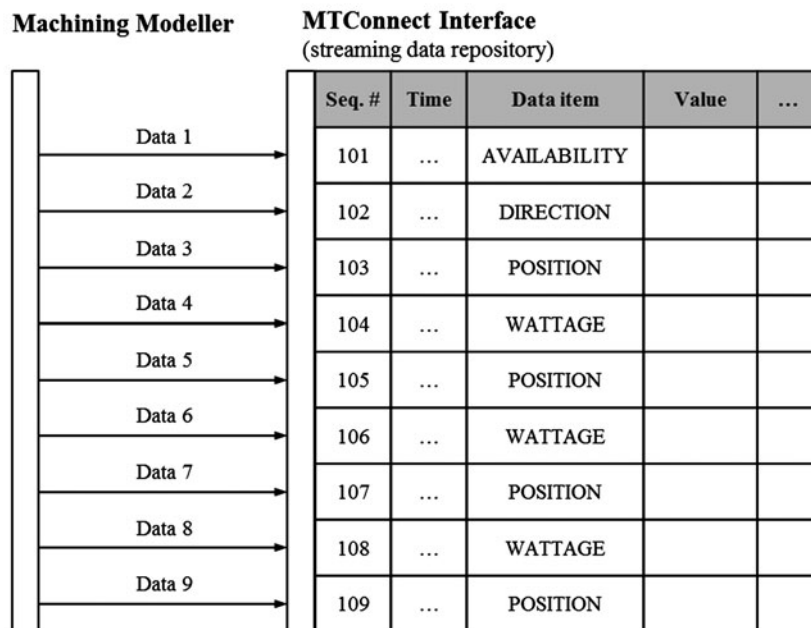 Machining Modeller
MTConnect Interface
(streaming data repository)
Seq. # Time Data item Value ...
Data 1 101 ... AVAILABILITY
Data 2 102 ... DIRECTION
Data 3 103 ... POSITION
Data 4 104 ... WATTAGE
Data 5 105 ... POSITION
Data 6 106 ... WATTAGE
Data 7 107 ... POSITION
Data 8 108 ... WATTAGE
Data 9 109 ... POSITION